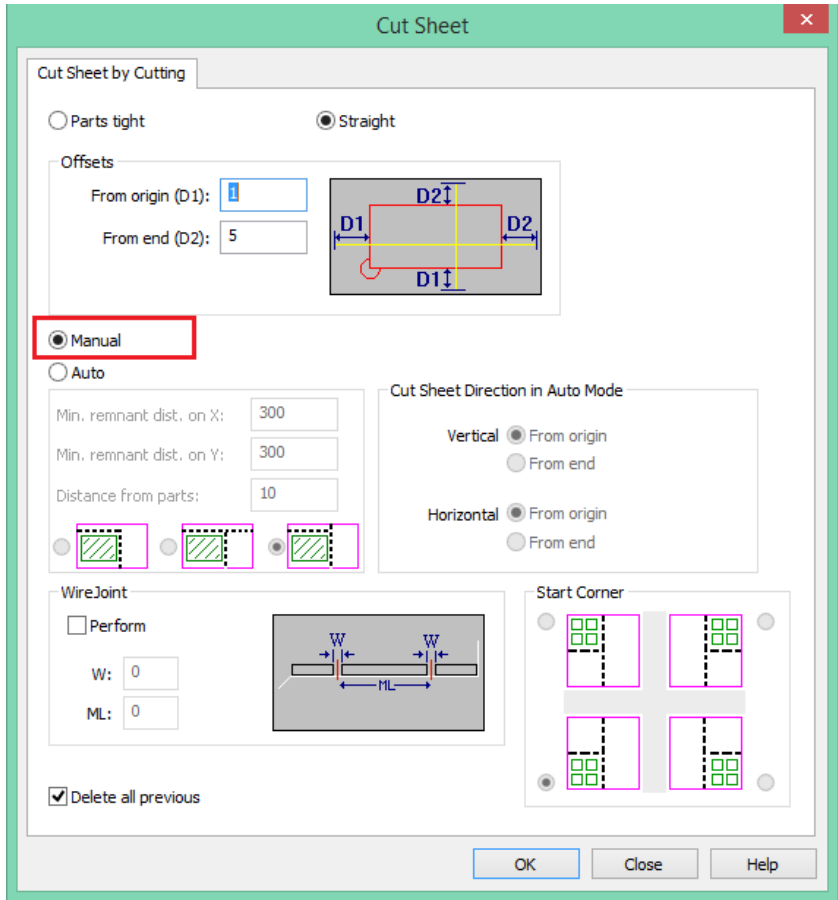 Cut Sheet
×
Cut Sheet by Cutting
Parts tight Straight
Offsets
From origin (D1): 1
From end (D2): 5
D2
D1 D2
D1
Manual
Auto
Min. remnant dist. on X: 300
Min. remnant dist. on Y: 300
Distance from parts: 10
Cut Sheet Direction in Auto Mode
Vertical From origin
From end
Horizontal From origin
From end
WireJoint
Perform
W: 0
ML: 0
W W
ML
Start Corner
Delete all previous
OK Close Help